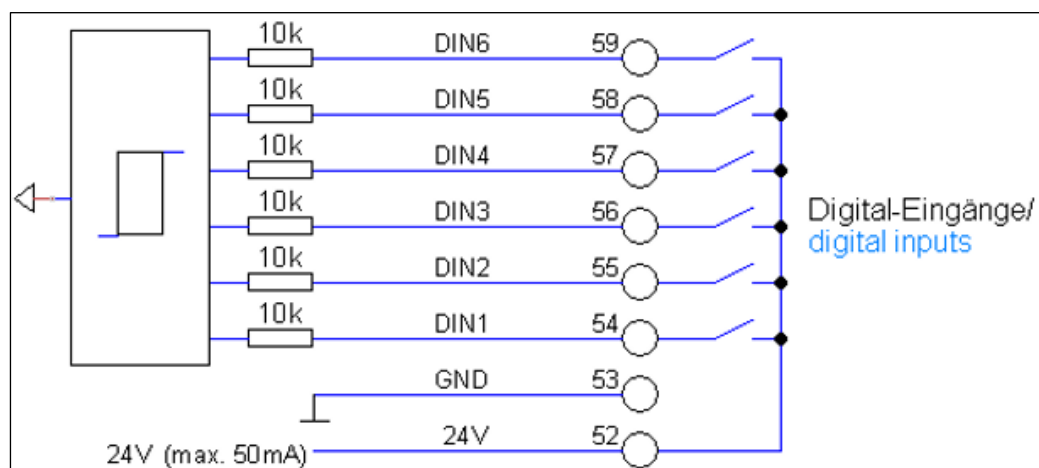 10k DIN6 59
10k DIN5 58
10k DIN4 57
10k DIN3 56
10k DIN2 55
10k DIN1 54
GND 53
24V (max. 50mA) 24V 52
Digital-Eingänge/
digital inputs